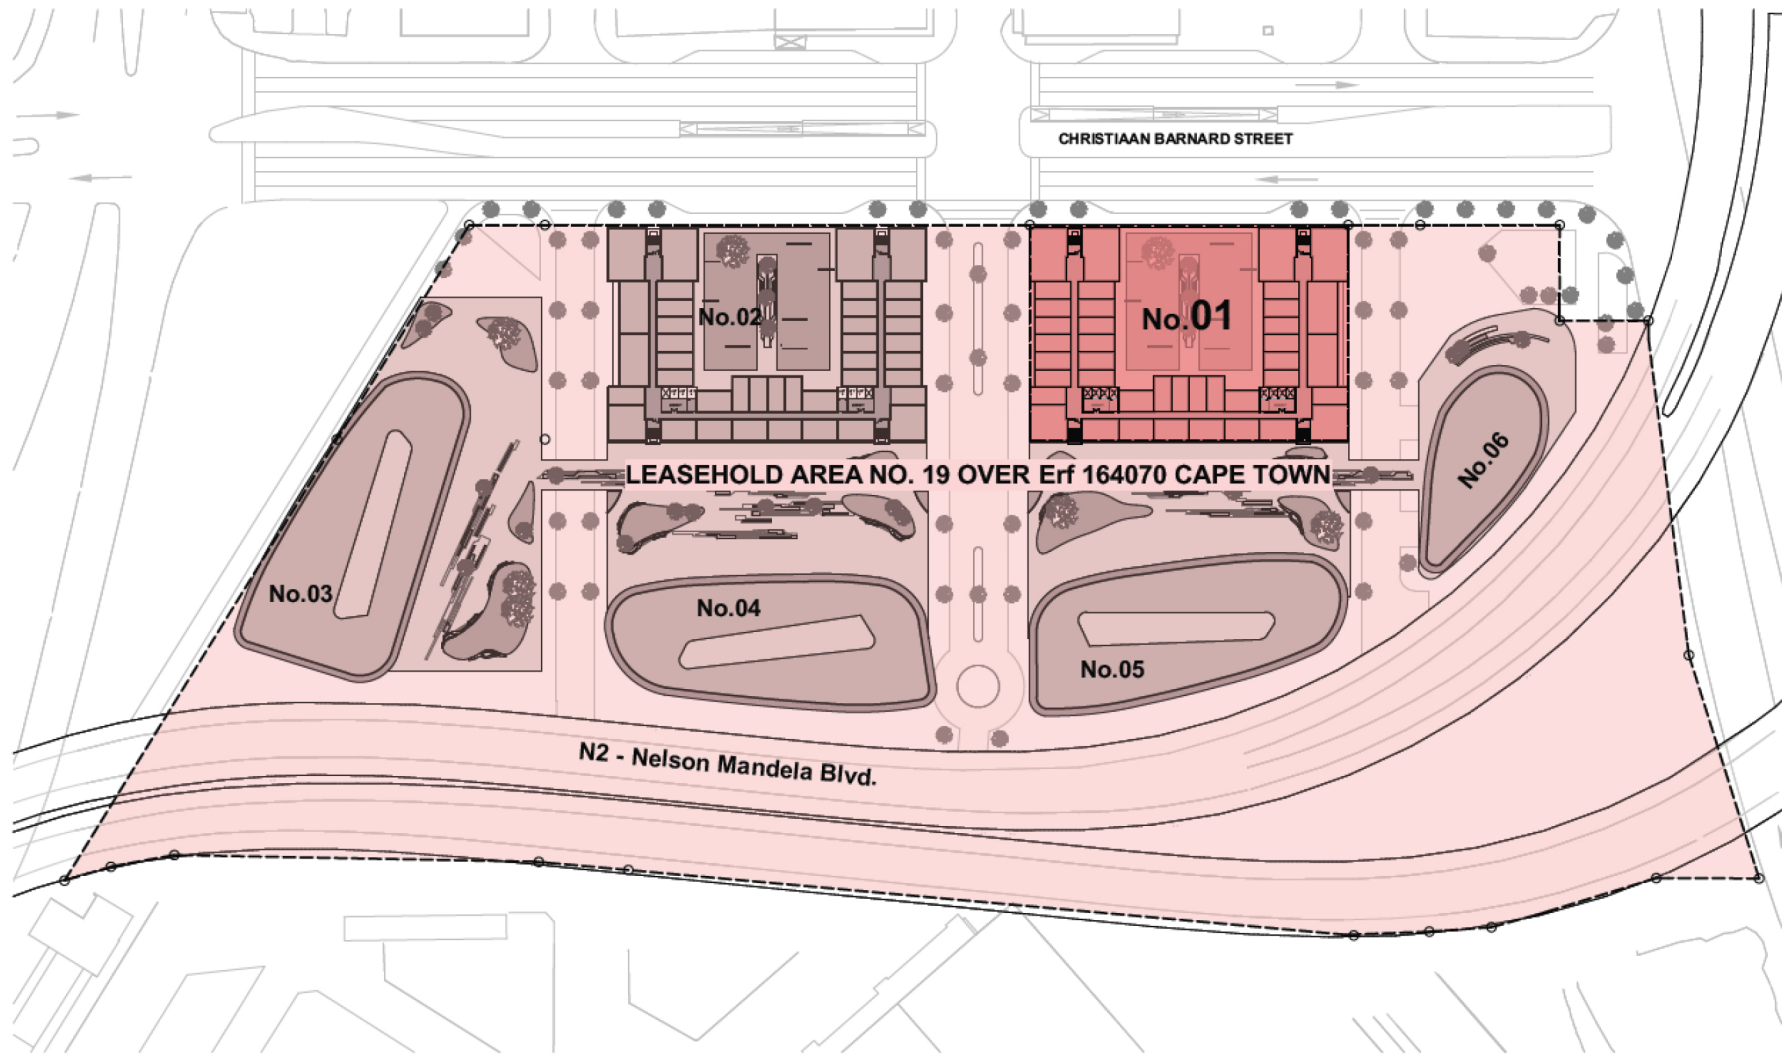 CHRISTIAAN BARNARD STREET
No.02
No.01
No.06
LEASEHOLD AREA NO. 19 OVER Erf 164070 CAPE TOWN
No.03
No.04
No.05
N2 - Nelson Mandela Blvd.